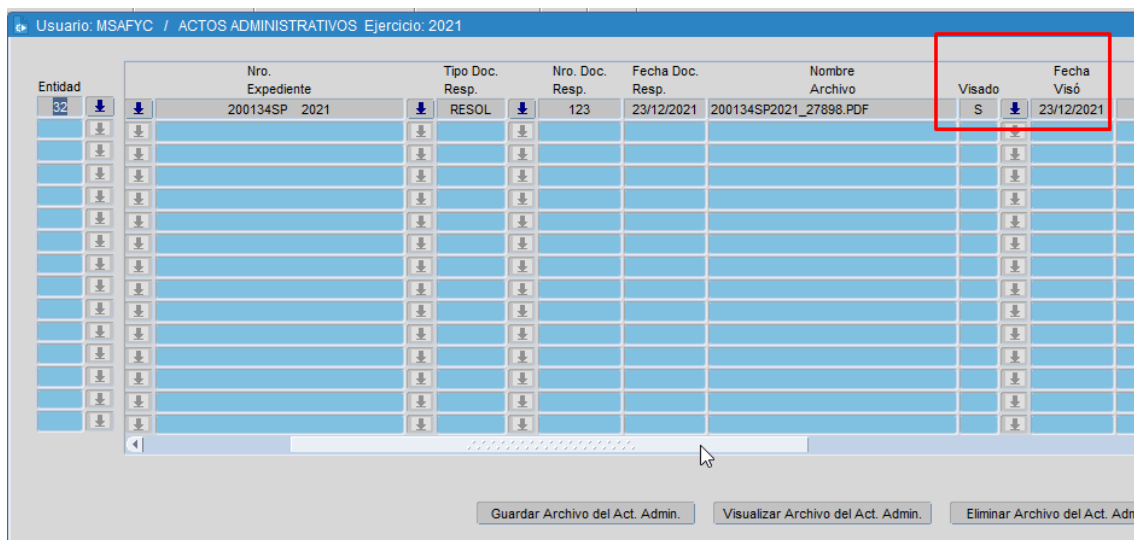 Usuario: MSAFYC / ACTOS ADMINISTRATIVOS Ejercicio: 2021
Entidad Nro. Expediente Tipo Doc. Resp. Nro. Doc. Resp. Fecha Doc. Resp. Nombre Archivo Visado Fecha Visó
32 200134SP 2021 RESOL 123 23/12/2021 200134SP2021_27898.PDF S 23/12/2021
Guardar Archivo del Act. Admin. Visualizar Archivo del Act. Admin. Eliminar Archivo del Act. Adm